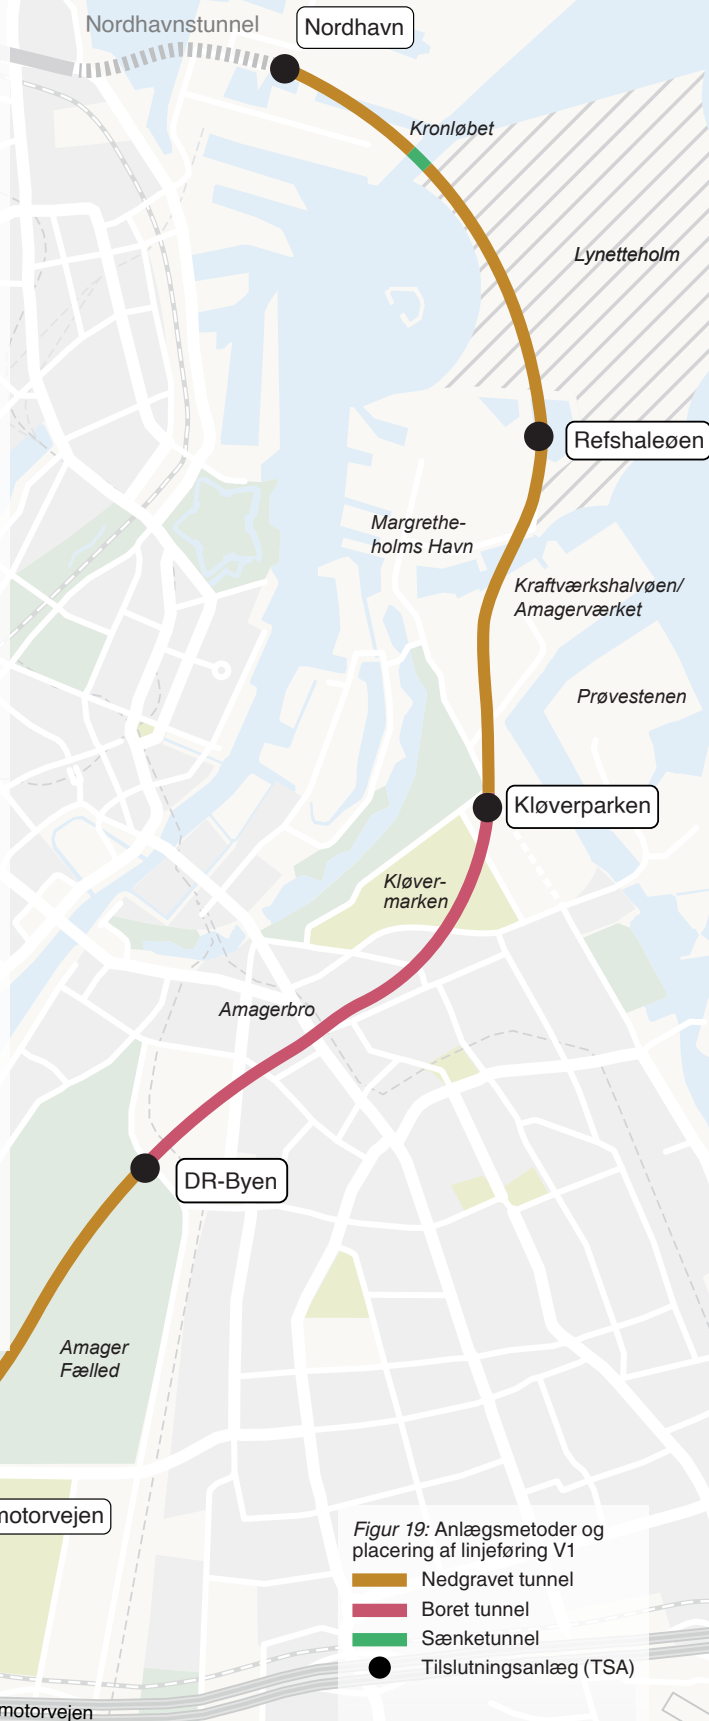 Nordhavnstunnel
Nordhavn
Kronløbet
Lynetteholm
Refshaleøen
Margrethe-
holms Havn
Kraftværkshalvøen/
Amagerværket
Prøvestenen
Kløverparken
Kløver-
marken
Amagerbro
DR-Byen
Amager
Fælled
motorvejen
Figur 19: Anlægsmetoder og
placering af linjeføring V1
Nedgravet tunnel
Boret tunnel
Sænketunnel
Tilslutningsanlæg (TSA)
motorvejen